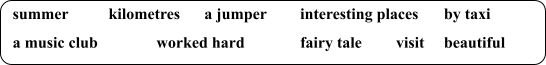 summer kilometres a jumper interesting places by taxi
a music club worked hard fairy tale visit beautiful